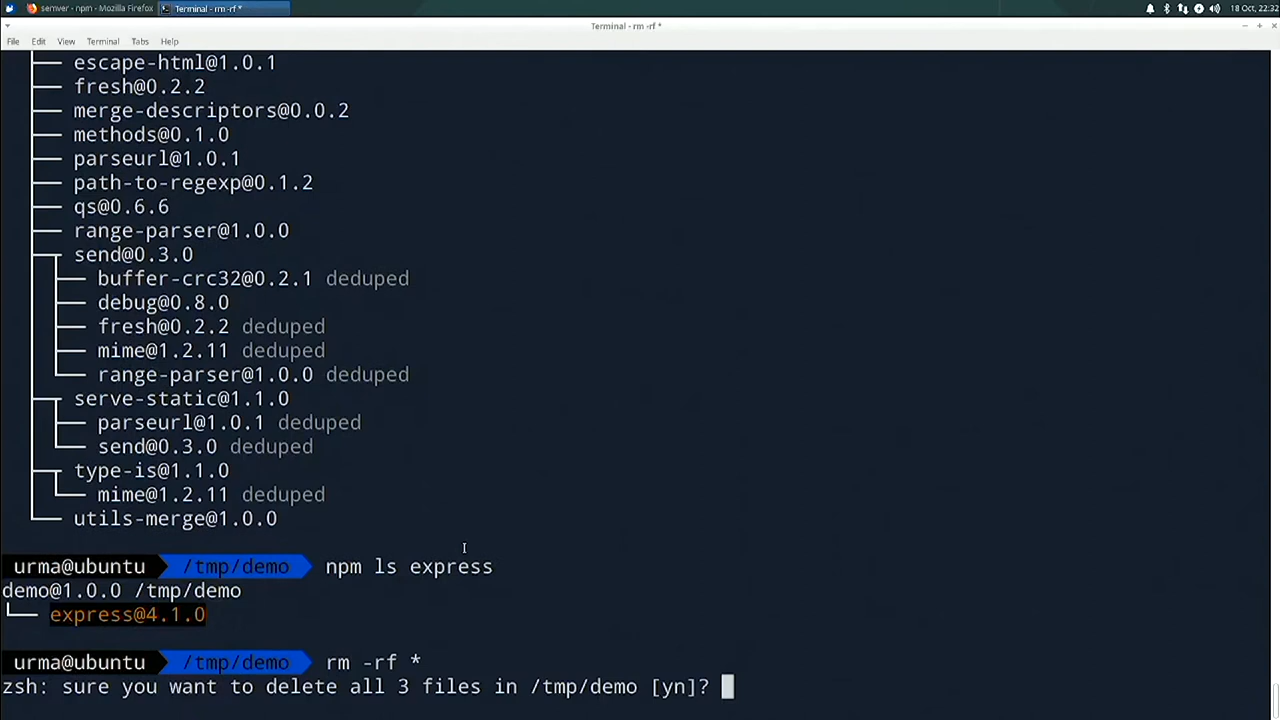 semver - npm - Mozilla Firefox
Terminal - rm -rf *
18 Oct, 22:32
Terminal - rm -rf *
File Edit View Terminal Tabs Help
├── escape-html@1.0.1
├── fresh@0.2.2
├── merge-descriptors@0.0.2
├── methods@0.1.0
├── parseurl@1.0.1
├── path-to-regexp@0.1.2
├── qs@0.6.6
├── range-parser@1.0.0
├─┬ send@0.3.0
│ ├── buffer-crc32@0.2.1 deduped
│ ├── debug@0.8.0
│ ├── fresh@0.2.2 deduped
│ ├── mime@1.2.11 deduped
│ └── range-parser@1.0.0 deduped
├─┬ serve-static@1.1.0
│ ├── parseurl@1.0.1 deduped
│ └── send@0.3.0 deduped
├─┬ type-is@1.1.0
│ └── mime@1.2.11 deduped
└── utils-merge@1.0.0
urma@ubuntu /tmp/demo npm ls express
demo@1.0.0 /tmp/demo
└── express@4.1.0
urma@ubuntu /tmp/demo rm -rf *
zsh: sure you want to delete all 3 files in /tmp/demo [yn]?